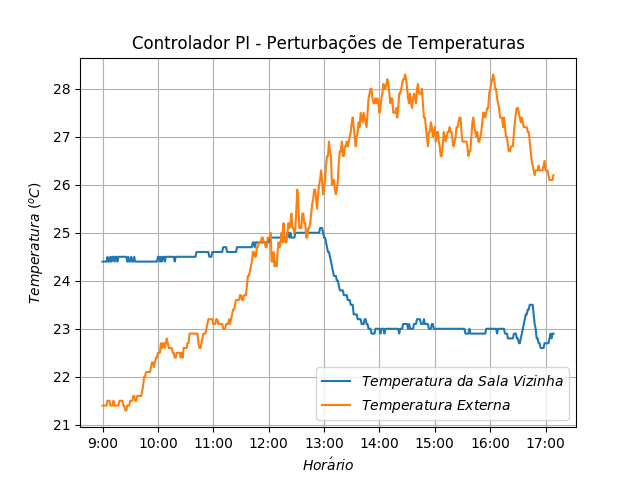 Controlador PI - Perturbações de Temperaturas
Temperatura (ºC)
28
27
26
25
24
23
22
21
Temperatura da Sala Vizinha
Temperatura Externa
9:00 10:00 11:00 12:00 13:00 14:00 15:00 16:00 17:00
Horário